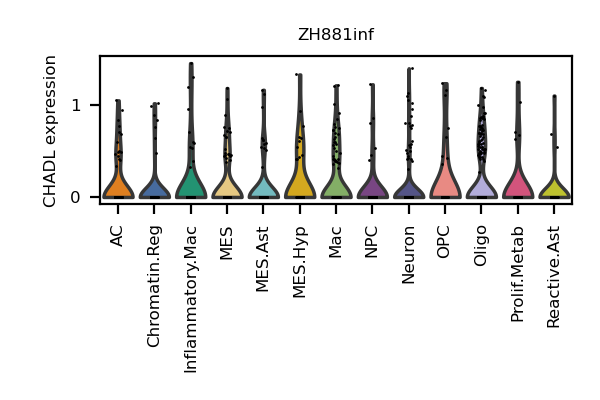 ZH881inf
CHADL expression
1
0
AC
Chromatin.Reg
Inflammatory.Mac
MES
MES.Ast
MES.Hyp
Mac
NPC
Neuron
OPC
Oligo
Prolif.Metab
Reactive.Ast